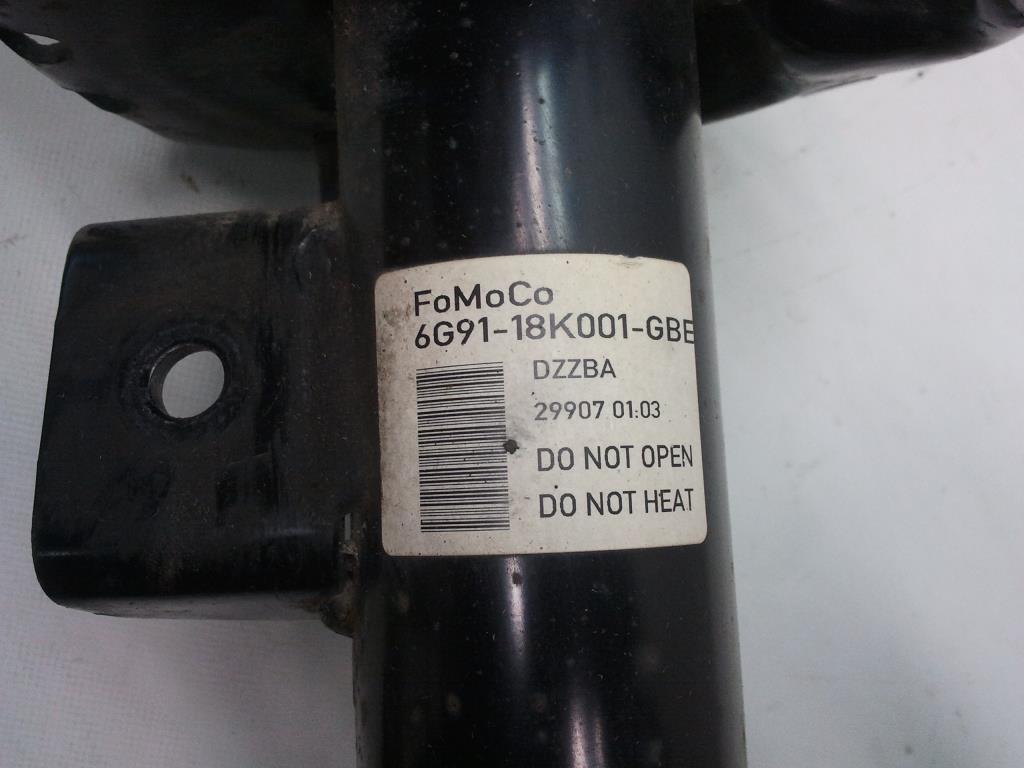 FoMoCo
6G91-18K001-GBE
DZZBA
29907 01:03
DO NOT OPEN
DO NOT HEAT